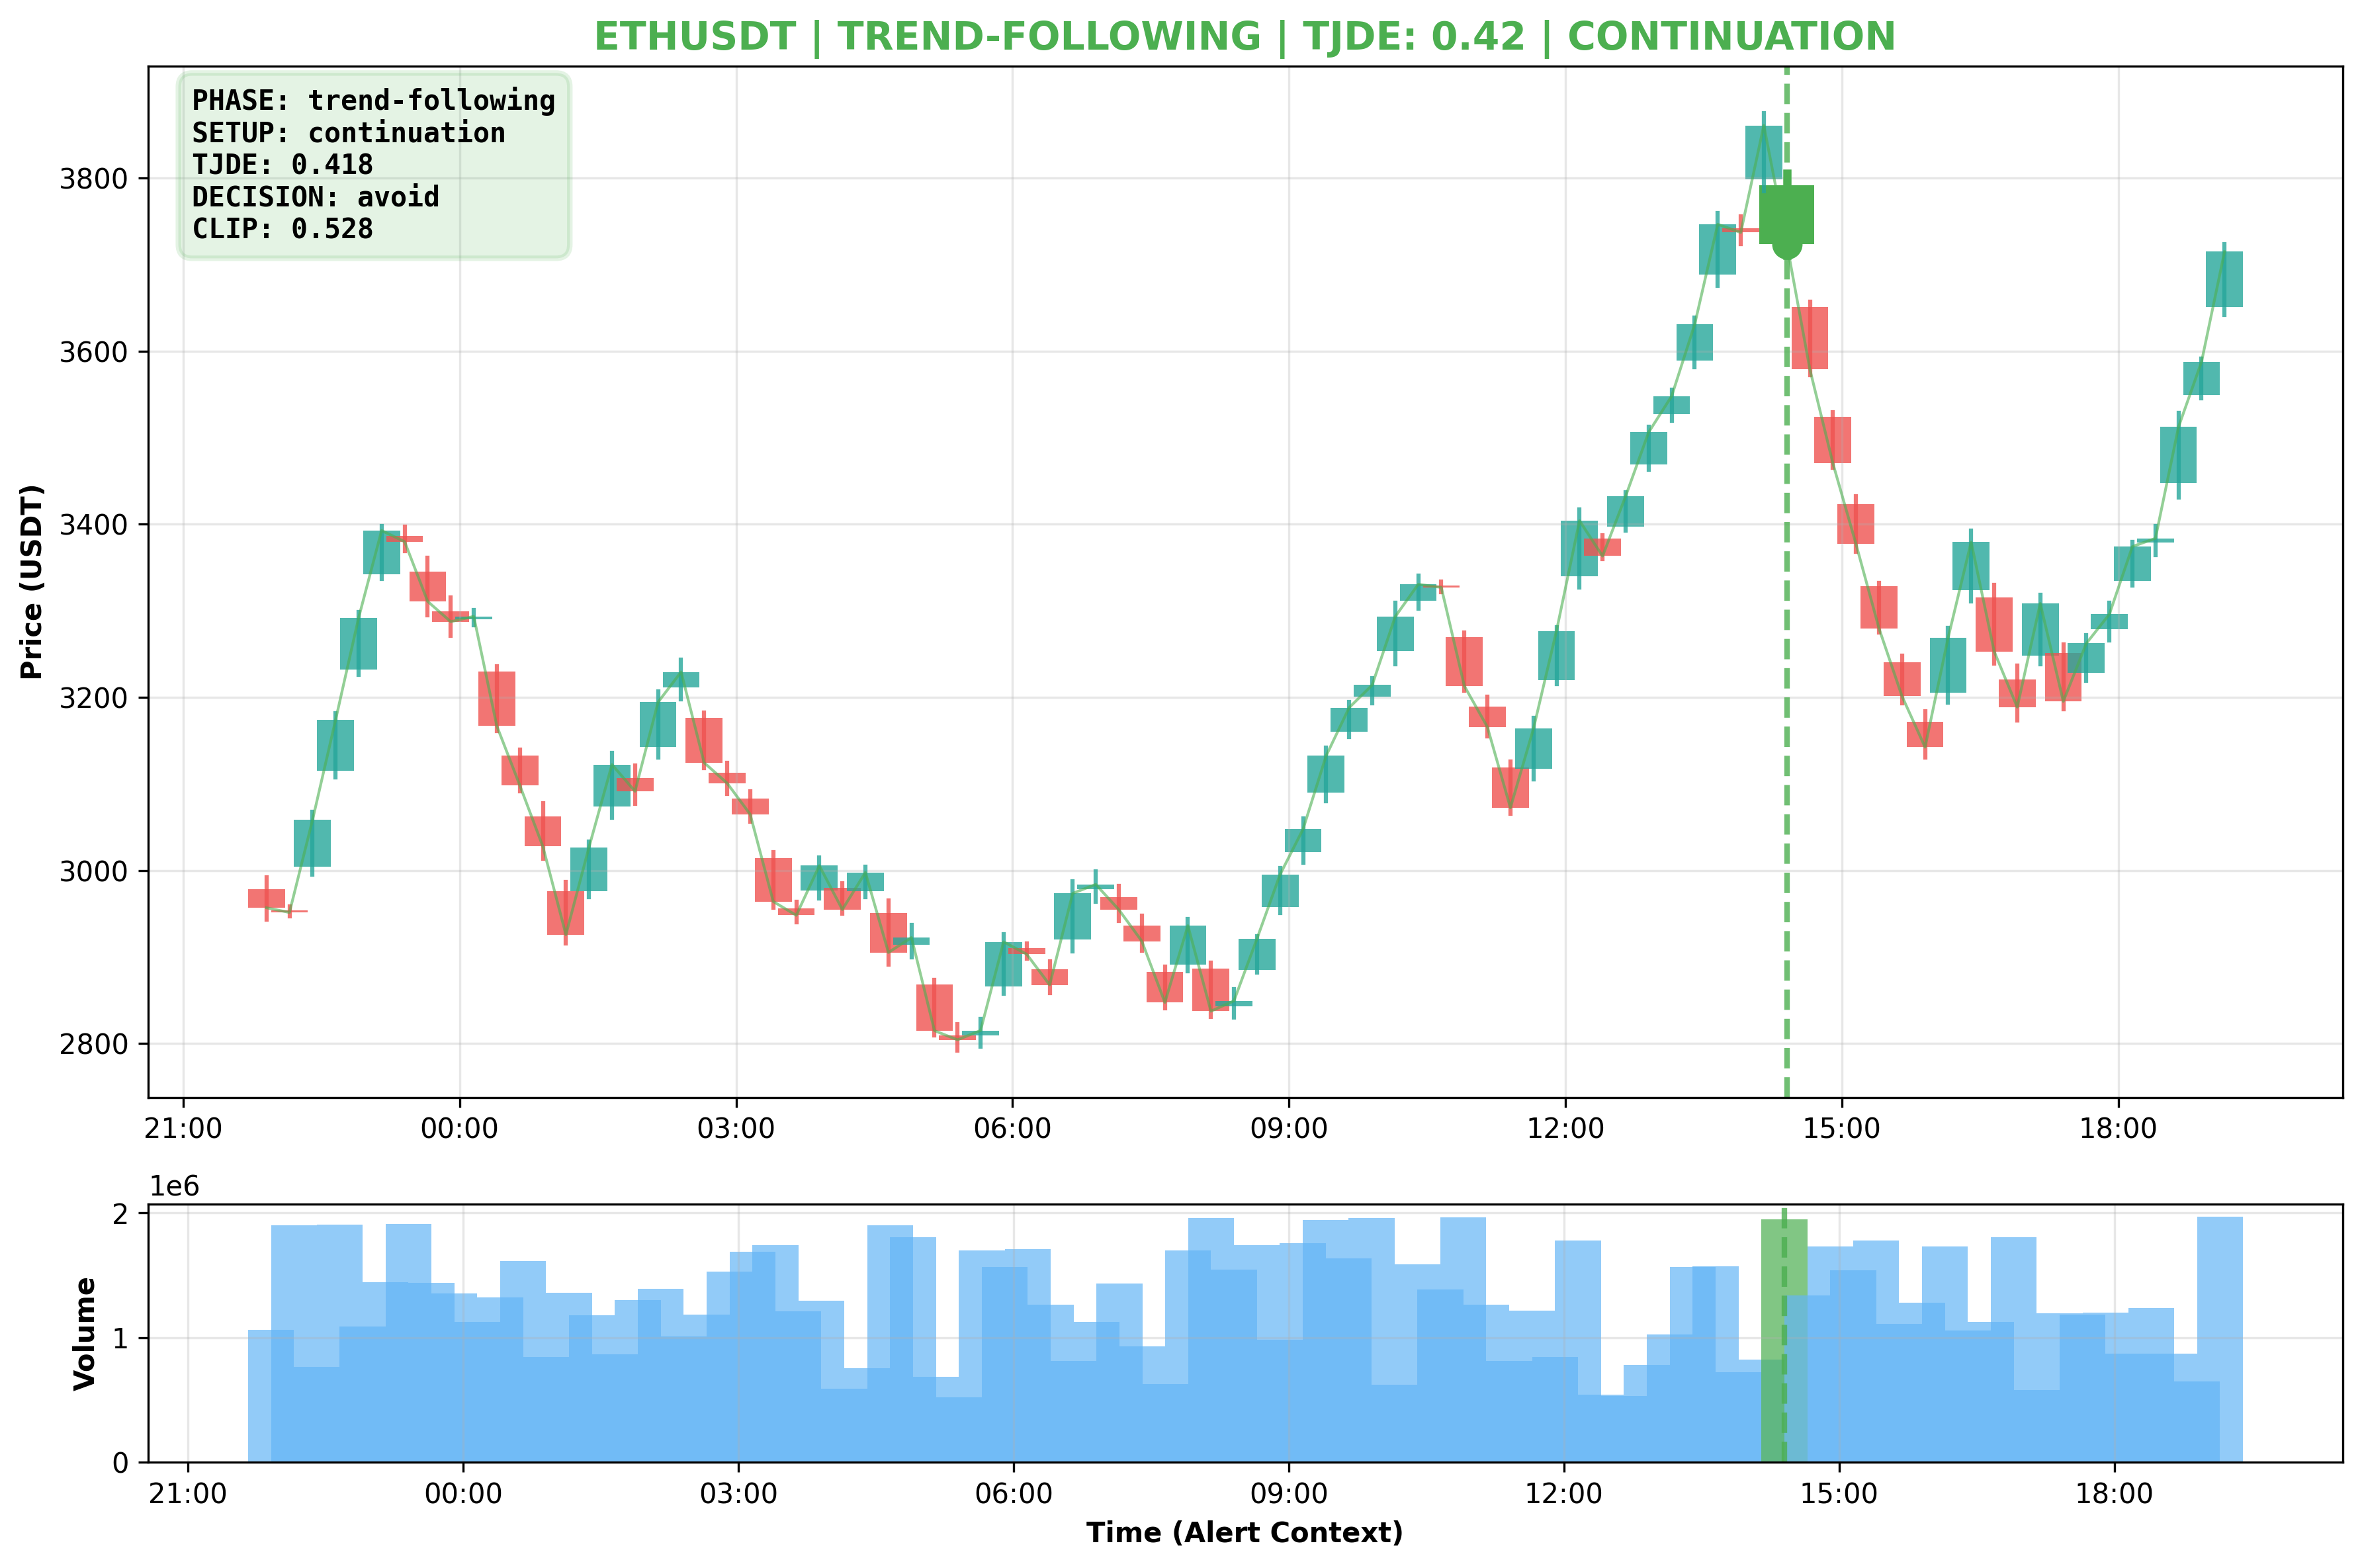 ETHUSDT | TREND-FOLLOWING | TJDE: 0.42 | CONTINUATION
PHASE: trend-following
SETUP: continuation
TJDE: 0.418
DECISION: avoid
CLIP: 0.528
Price (USDT)
3800
3600
3400
3200
3000
2800
21:00 00:00 03:00 06:00 09:00 12:00 15:00 18:00
1e6
Volume
2
1
0
21:00 00:00 03:00 06:00 09:00 12:00 15:00 18:00
Time (Alert Context)